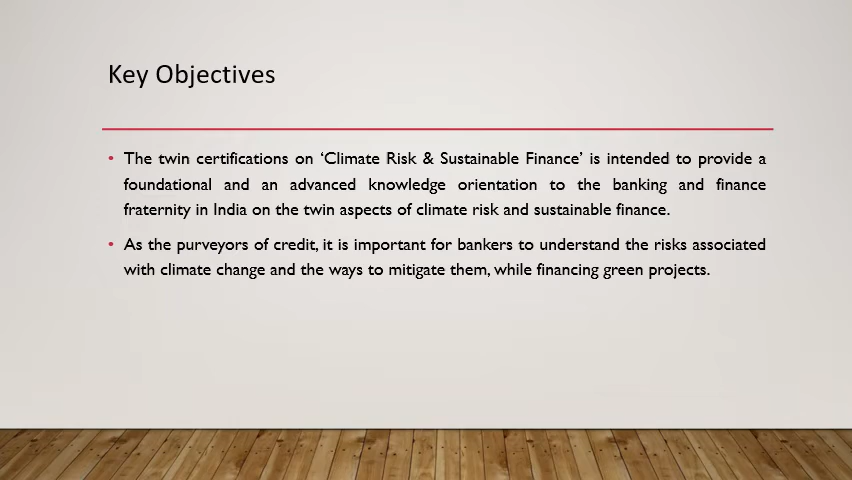 Key Objectives
• The twin certifications on ‘Climate Risk & Sustainable Finance’ is intended to provide a
foundational and an advanced knowledge orientation to the banking and finance
fraternity in India on the twin aspects of climate risk and sustainable finance.
• As the purveyors of credit, it is important for bankers to understand the risks associated
with climate change and the ways to mitigate them, while financing green projects.